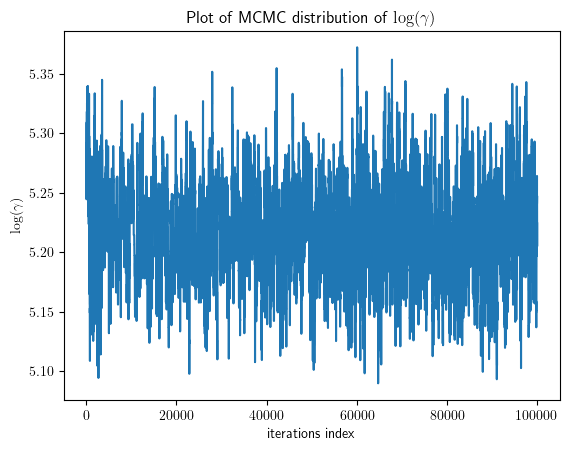 Plot of MCMC distribution of log(γ)
5.35
5.30
5.25
5.20
5.15
5.10
log(γ)
0 20000 40000 60000 80000 100000
iterations index